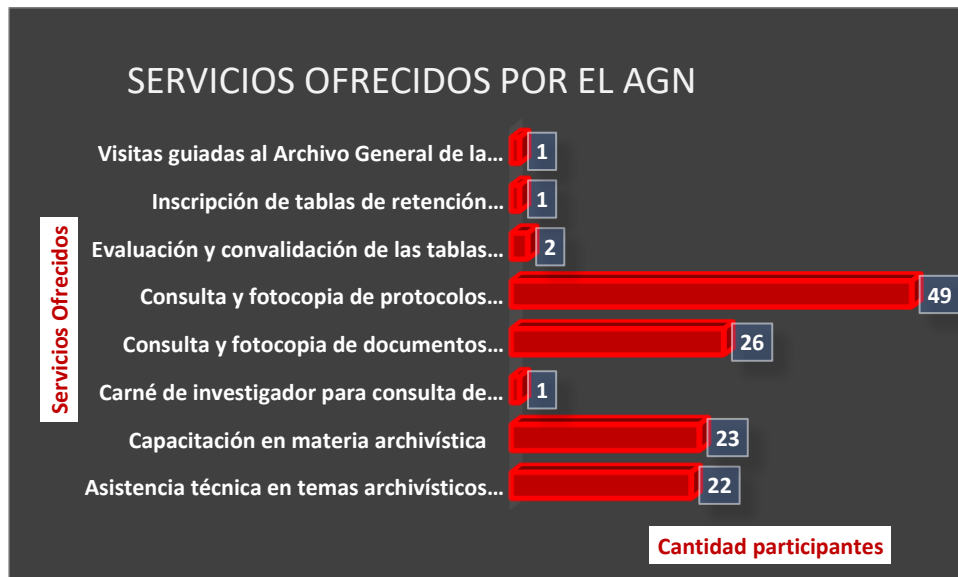 SERVICIOS OFRECIDOS POR EL AGN
Servicios Ofrecidos
Visitas guiadas al Archivo General de la... 1
Inscripción de tablas de retención... 1
Evaluación y convalidación de las tablas... 2
Consulta y fotocopia de protocolos... 49
Consulta y fotocopia de documentos... 26
Carné de investigador para consulta de... 1
Capacitación en materia archivística 23
Asistencia técnica en temas archivísticos... 22
Cantidad participantes